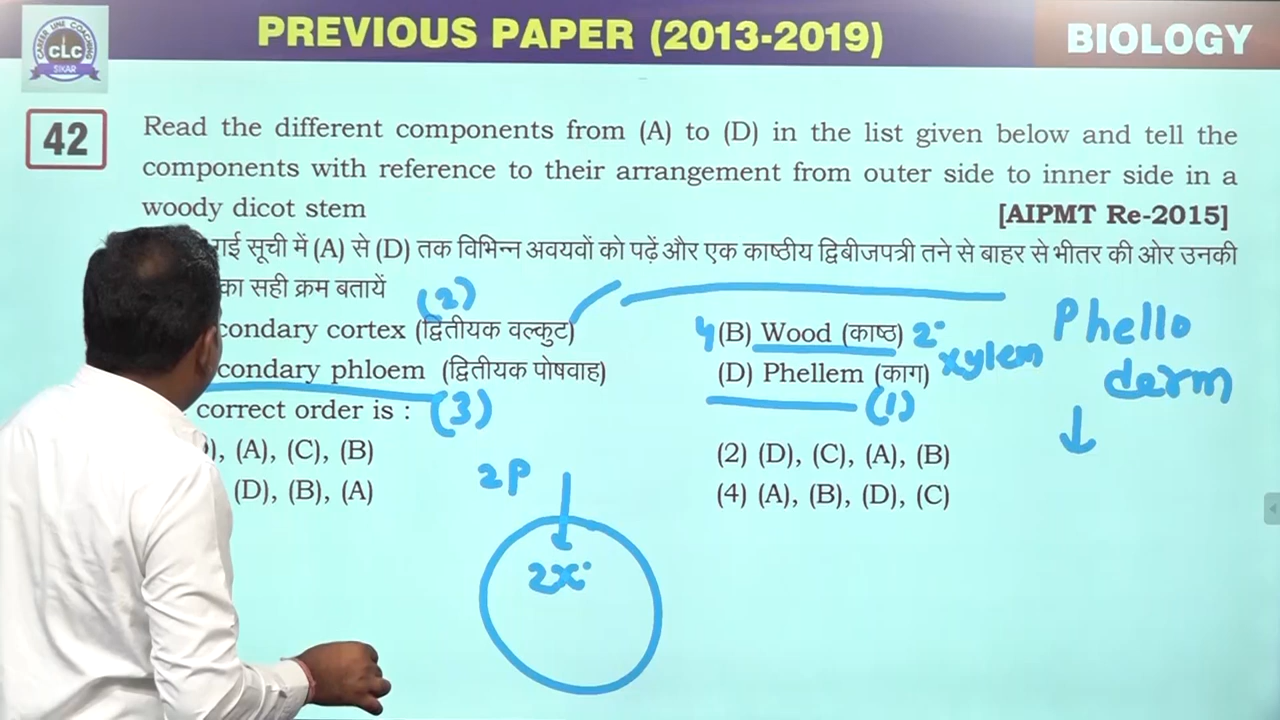 PREVIOUS PAPER (2013-2019)
BIOLOGY
CAREER LINE COACHING
CLC
SIKAR
42
Read the different components from (A) to (D) in the list given below and tell the
components with reference to their arrangement from outer side to inner side in a
woody dicot stem [AIPMT Re-2015]
सूची में (A) से (D) तक विभिन्न अवयवों को पढ़ें और एक काष्ठीय द्विबीजपत्री तने से बाहर से भीतर की ओर उनकी
का सही क्रम बतायें
(2)
condary cortex (द्वितीयक वल्कुट) 4 (B) Wood (काष्ठ) 2° xylem
condary phloem (द्वितीयक पोषवाह) (D) Phellem (काग)
Phello
derm
correct order is : (3) (1)
), (A), (C), (B) (2) (D), (C), (A), (B)
(D), (B), (A) (4) (A), (B), (D), (C)
2P
2x°